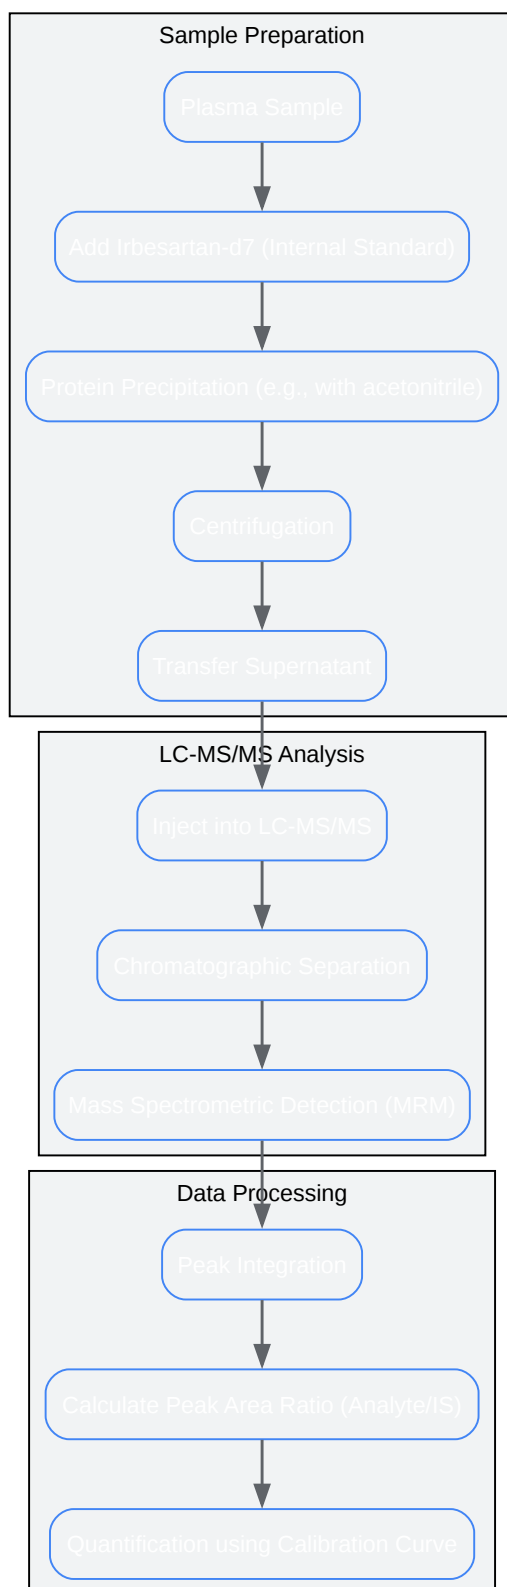 Sample Preparation
Plasma Sample
Add Irbesartan-d7 (Internal Standard)
Protein Precipitation (e.g., with acetonitrile)
Centrifugation
Transfer Supernatant
LC-MS/MS Analysis
Inject into LC-MS/MS
Chromatographic Separation
Mass Spectrometric Detection (MRM)
Data Processing
Peak Integration
Calculate Peak Area Ratio (Analyte/IS)
Quantification using Calibration Curve